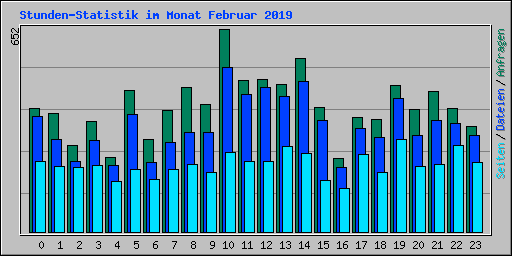 Stunden-Statistik im Monat Februar 2019
652
Seiten / Dateien / Anfragen
0 1 2 3 4 5 6 7 8 9 10 11 12 13 14 15 16 17 18 19 20 21 22 23